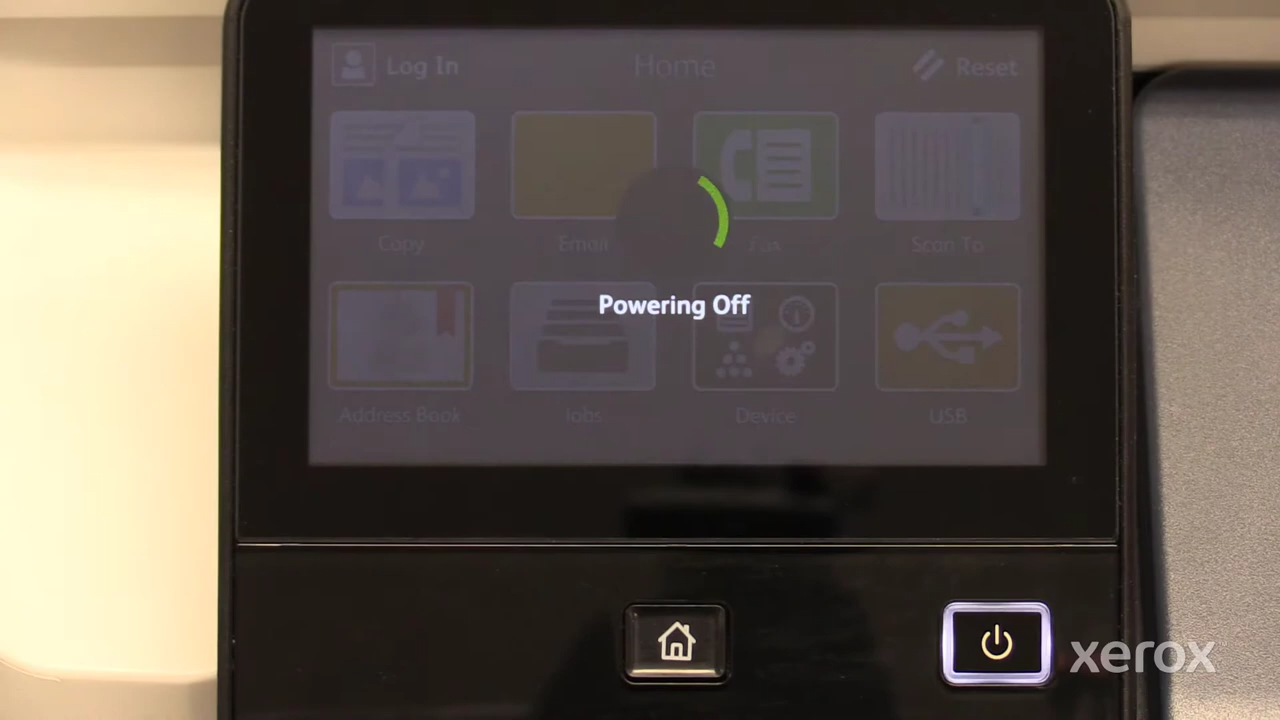 Log In
Home
Reset
Copy
Email
Fax
Scan To
Powering Off
Address Book
Jobs
Device
USB
xerox